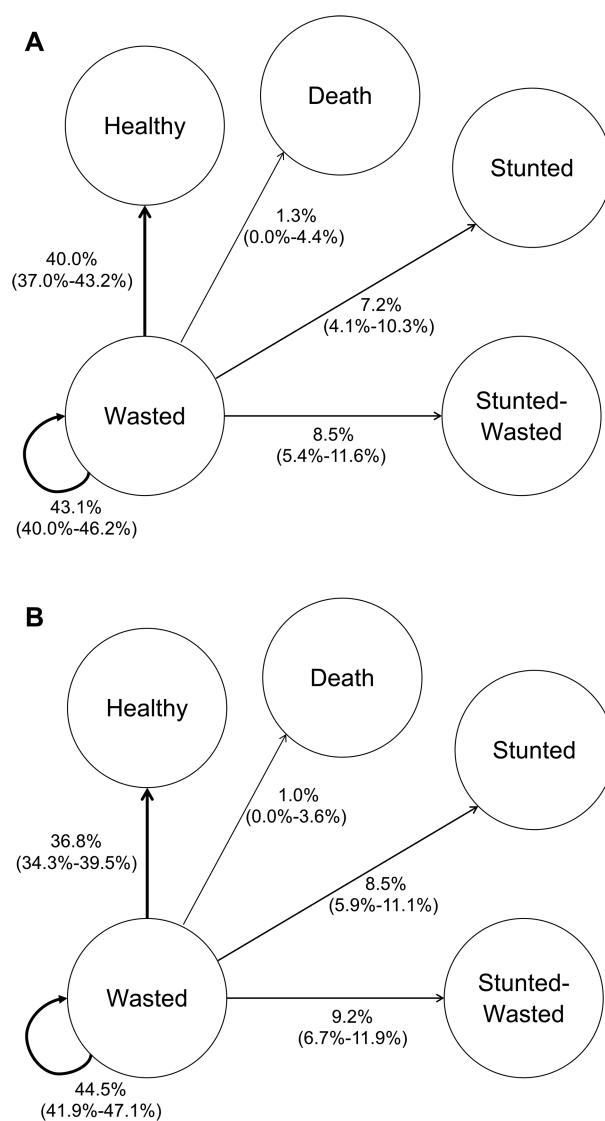 A
Healthy
Death
Stunted
1.3%
(0.0%-4.4%)
40.0%
(37.0%-43.2%)
7.2%
(4.1%-10.3%)
Wasted
Stunted-
Wasted
8.5%
(5.4%-11.6%)
43.1%
(40.0%-46.2%)
B
Healthy
Death
Stunted
1.0%
(0.0%-3.6%)
36.8%
(34.3%-39.5%)
8.5%
(5.9%-11.1%)
Wasted
Stunted-
Wasted
9.2%
(6.7%-11.9%)
44.5%
(41.9%-47.1%)